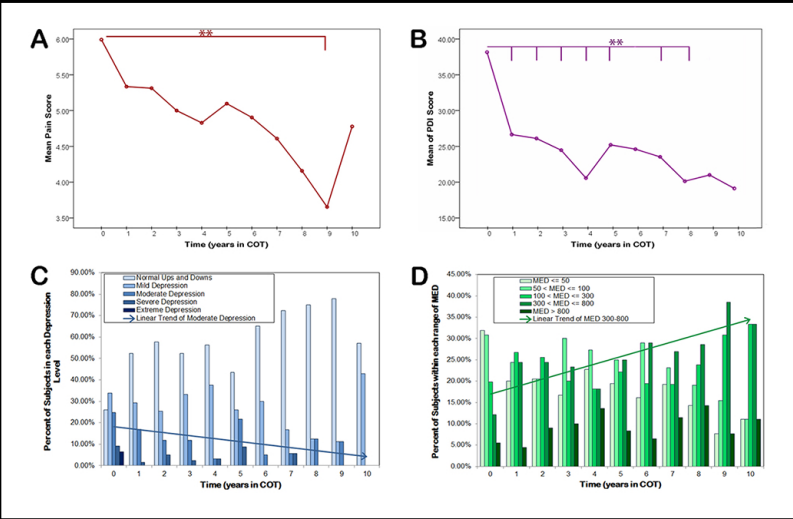 A
**
6.00
5.50
5.00
4.50
4.00
3.50
Mean Pain Score
0 1 2 3 4 5 6 7 8 9 10
Time (years in COT)
B
**
40.00
35.00
30.00
25.00
20.00
15.00
Mean of PDI Score
0 1 2 3 4 5 6 7 8 9 10
Time (years in COT)
C
90.00%
80.00%
70.00%
60.00%
50.00%
40.00%
30.00%
20.00%
10.00%
0.00%
Percent of Subjects in each Depression
Level
Normal Ups and Downs
Mild Depression
Moderate Depression
Severe Depression
Extreme Depression
Linear Trend of Moderate Depression
0 1 2 3 4 5 6 7 8 9 10
Time (years in COT)
D
45.00%
40.00%
35.00%
30.00%
25.00%
20.00%
15.00%
10.00%
5.00%
0.00%
Percent of Subjects within each range of MED
MED <= 50
50 < MED <= 100
100 < MED <= 300
300 < MED <= 800
MED > 800
Linear Trend of MED 300-800
0 1 2 3 4 5 6 7 8 9 10
Time (years in COT)